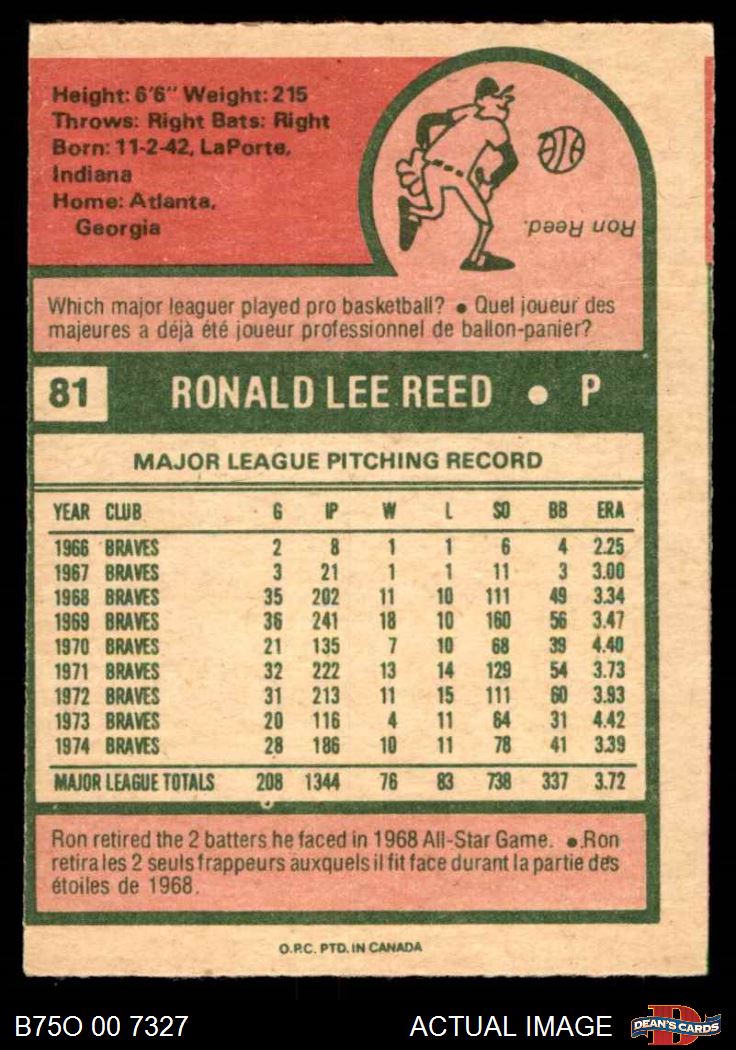 Height: 6'6" Weight: 215
Throws: Right Bats: Right
Born: 11-2-42, LaPorte,
Indiana
Home: Atlanta,
Georgia
Ron Reed.
Which major leaguer played pro basketball? ● Quel joueur des
majeures a déjà été joueur professionnel de ballon-panier?
81 RONALD LEE REED ● P
MAJOR LEAGUE PITCHING RECORD
YEAR CLUB G IP W L SO BB ERA
1966 BRAVES 2 8 1 1 6 4 2.25
1967 BRAVES 3 21 1 1 11 3 3.00
1968 BRAVES 35 202 11 10 111 49 3.34
1969 BRAVES 36 241 18 10 160 56 3.47
1970 BRAVES 21 135 7 10 68 39 4.40
1971 BRAVES 32 222 13 14 129 54 3.73
1972 BRAVES 31 213 11 15 111 60 3.93
1973 BRAVES 20 116 4 11 64 31 4.42
1974 BRAVES 28 186 10 11 78 41 3.39
MAJOR LEAGUE TOTALS 208 1344 76 83 738 337 3.72
Ron retired the 2 batters he faced in 1968 All-Star Game. ● Ron
retira les 2 seuls frappeurs auxquels il fit face durant la partie des
étoiles de 1968.
O.P.C. PTD. IN CANADA
B75O 00 7327 ACTUAL IMAGE D DEAN'S CARDS